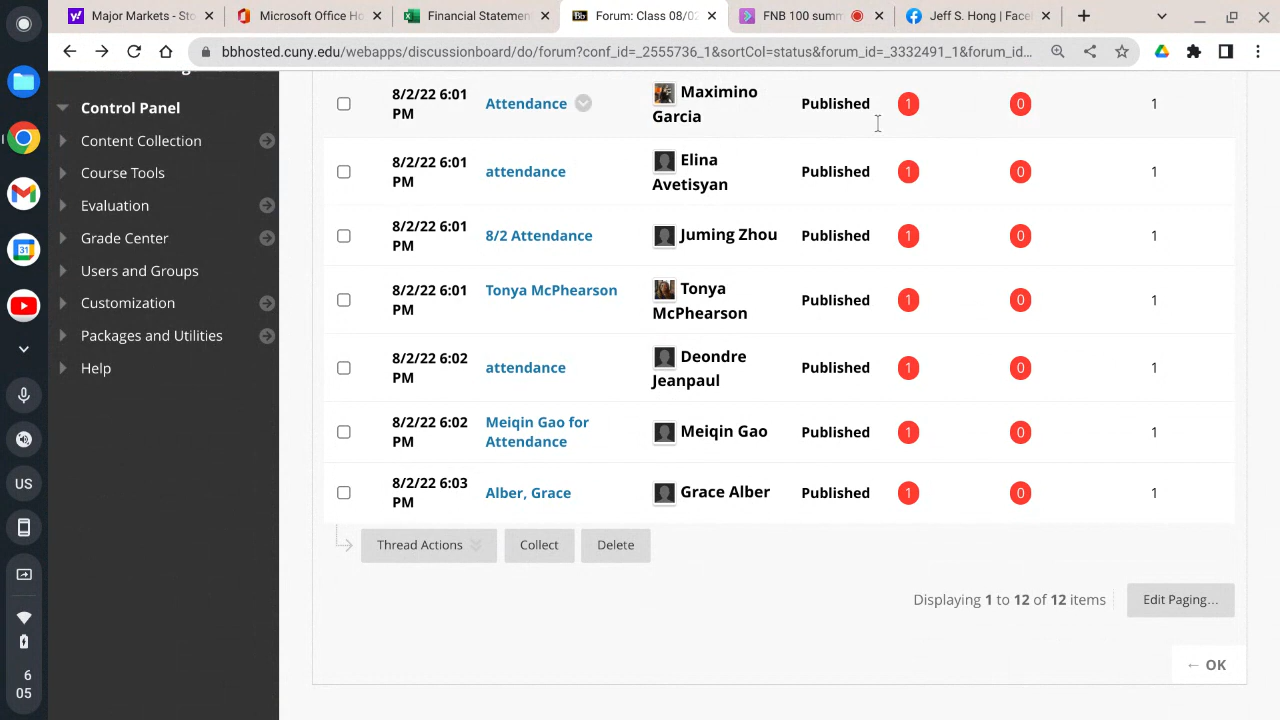 Major Markets - Sto
Microsoft Office Ho
Financial Statemen
Forum: Class 08/02
FNB 100 summ
Jeff S. Hong | Face
bbhosted.cuny.edu/webapps/discussionboard/do/forum?conf_id=_2555736_1&sortCol=status&forum_id=_3332491_1&forum_id...
Control Panel
Content Collection
Course Tools
Evaluation
Grade Center
Users and Groups
Customization
Packages and Utilities
Help
8/2/22 6:01
PM
Attendance
Maximino
Garcia
Published
1
0
1
8/2/22 6:01
PM
attendance
Elina
Avetisyan
Published
1
0
1
8/2/22 6:01
PM
8/2 Attendance
Juming Zhou
Published
1
0
1
8/2/22 6:01
PM
Tonya McPhearson
Tonya
McPhearson
Published
1
0
1
8/2/22 6:02
PM
attendance
Deondre
Jeanpaul
Published
1
0
1
8/2/22 6:02
PM
Meiqin Gao for
Attendance
Meiqin Gao
Published
1
0
1
8/2/22 6:03
PM
Alber, Grace
Grace Alber
Published
1
0
1
Thread Actions
Collect
Delete
Displaying 1 to 12 of 12 items
Edit Paging...
← OK
US
6
05